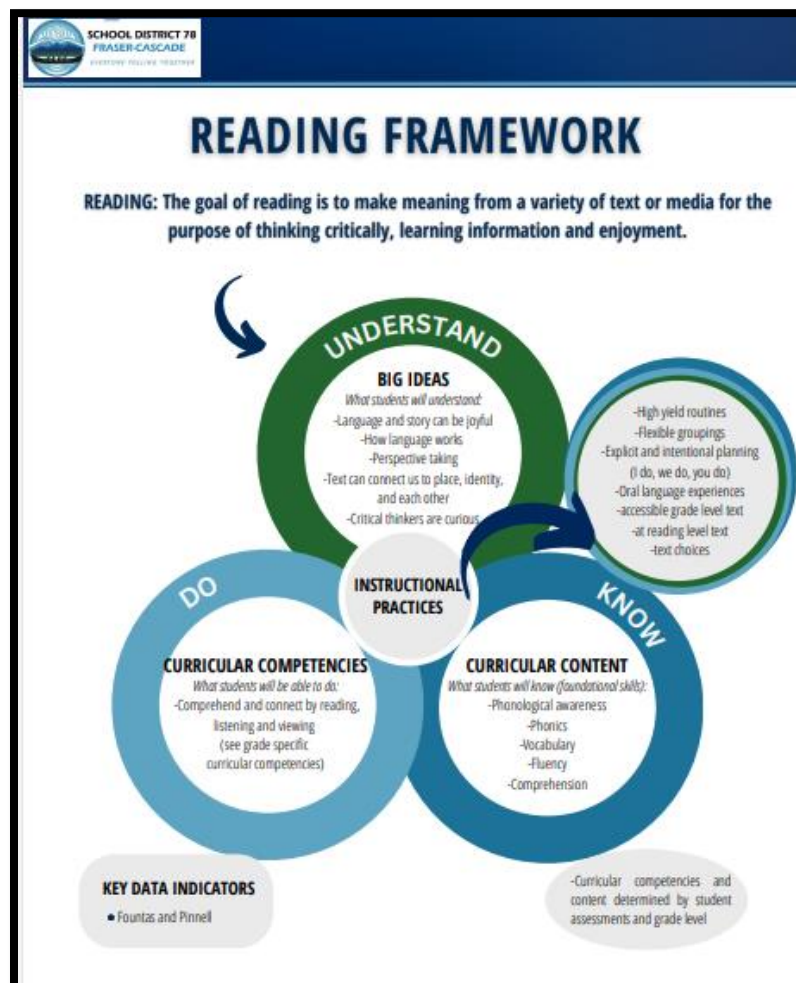 SCHOOL DISTRICT 78
FRASER-CASCADE
EVERYONE PULLING TOGETHER
READING FRAMEWORK
READING: The goal of reading is to make meaning from a variety of text or media for the
purpose of thinking critically, learning information and enjoyment.
UNDERSTAND
BIG IDEAS
What students will understand:
-Language and story can be joyful
-How language works
-Perspective taking
-Text can connect us to place, identity,
and each other
-Critical thinkers are curious
-High yield routines
-Flexible groupings
-Explicit and intentional planning
(I do, we do, you do)
-Oral language experiences
-accessible grade level text
-at reading level text
-text choices
INSTRUCTIONAL
PRACTICES
DO
CURRICULAR COMPETENCIES
What students will be able to do:
-Comprehend and connect by reading,
listening and viewing
(see grade specific
curricular competencies)
KNOW
CURRICULAR CONTENT
What students will know (foundational skills):
-Phonological awareness
-Phonics
-Vocabulary
-Fluency
-Comprehension
KEY DATA INDICATORS
• Fountas and Pinnell
-Curricular competencies and
content determined by student
assessments and grade level